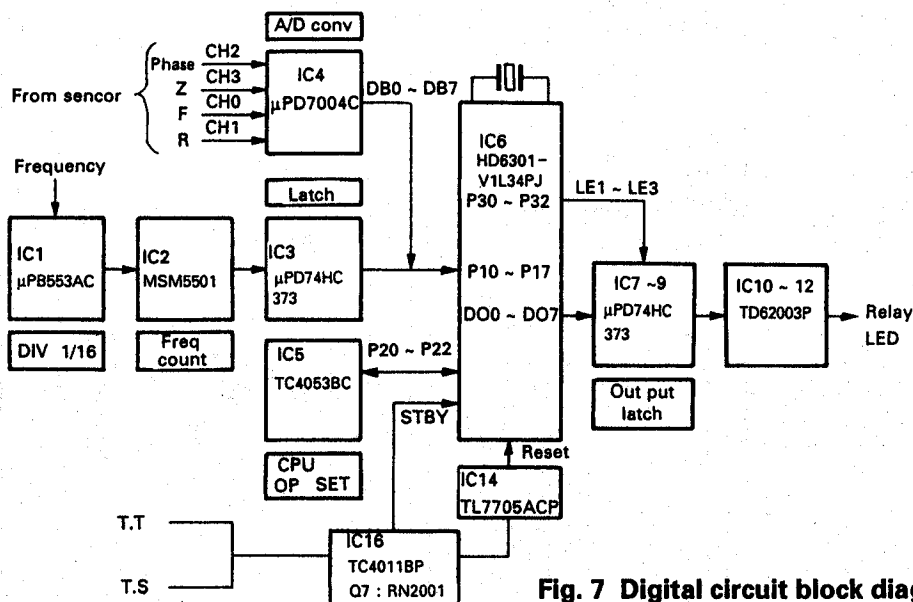 A/D conv
From sencor
Phase CH2
Z CH3
F CH0
R CH1
IC4
µPD7004C
DB0 ~ DB7
IC6
HD6301-
V1L34PJ
P30 ~ P32
P10 ~ P17
DO0 ~ DO7
LE1 ~ LE3
Frequency
IC1
µPB553AC
DIV 1/16
IC2
MSM5501
Freq
count
Latch
IC3
µPD74HC
373
IC5
TC4053BC
P20 ~ P22
CPU
OP SET
STBY
Reset
IC14
TL7705ACP
IC7 ~9
µPD74HC
373
Out put
latch
IC10 ~ 12
TD62003P
Relay
LED
T.T
T.S
IC16
TC4011BP
Q7 : RN2001
Fig. 7 Digital circuit block diag